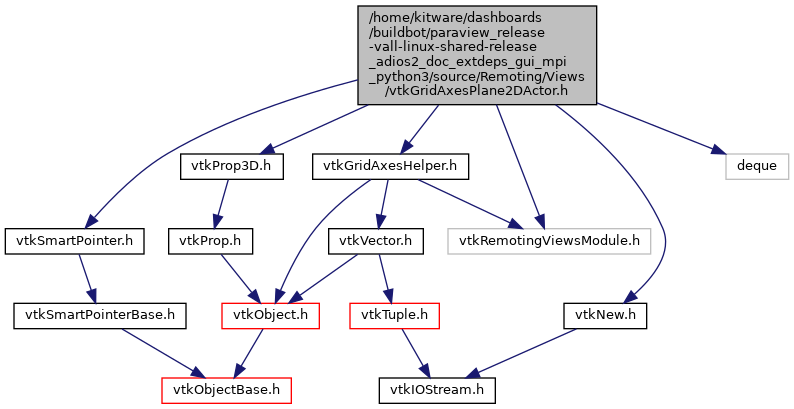 /home/kitware/dashboards
/buildbot/paraview_release
-vall-linux-shared-release
_adios2_doc_extdeps_gui_mpi
_python3/source/Remoting/Views
/vtkGridAxesPlane2DActor.h
vtkProp3D.h
vtkGridAxesHelper.h
deque
vtkSmartPointer.h
vtkProp.h
vtkVector.h
vtkRemotingViewsModule.h
vtkSmartPointerBase.h
vtkObject.h
vtkTuple.h
vtkNew.h
vtkObjectBase.h
vtkIOStream.h